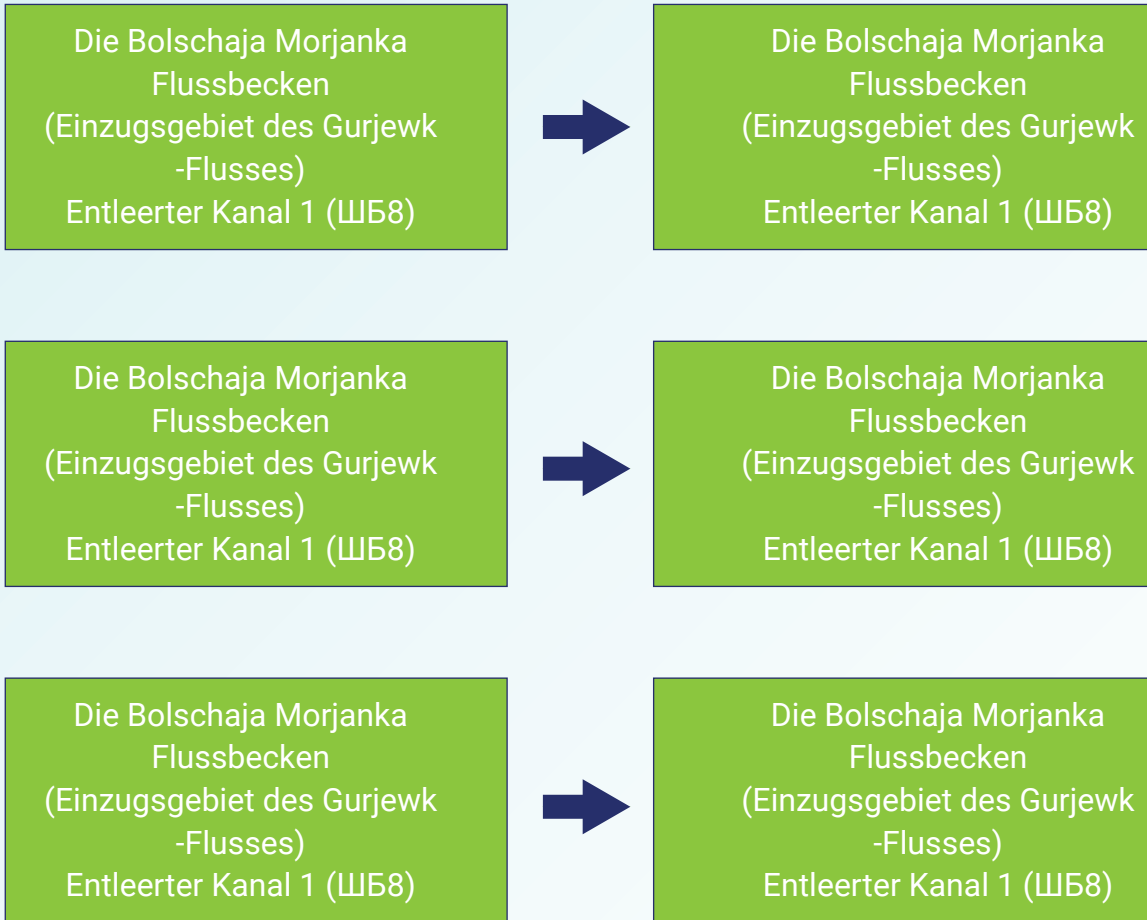 Die Bolschaja Morjanka
Flussbecken
(Einzugsgebiet des Gurjewk
-Flusses)
Entleerter Kanal 1 (ШБ8)
Die Bolschaja Morjanka
Flussbecken
(Einzugsgebiet des Gurjewk
-Flusses)
Entleerter Kanal 1 (ШБ8)
Die Bolschaja Morjanka
Flussbecken
(Einzugsgebiet des Gurjewk
-Flusses)
Entleerter Kanal 1 (ШБ8)
Die Bolschaja Morjanka
Flussbecken
(Einzugsgebiet des Gurjewk
-Flusses)
Entleerter Kanal 1 (ШБ8)
Die Bolschaja Morjanka
Flussbecken
(Einzugsgebiet des Gurjewk
-Flusses)
Entleerter Kanal 1 (ШБ8)
Die Bolschaja Morjanka
Flussbecken
(Einzugsgebiet des Gurjewk
-Flusses)
Entleerter Kanal 1 (ШБ8)